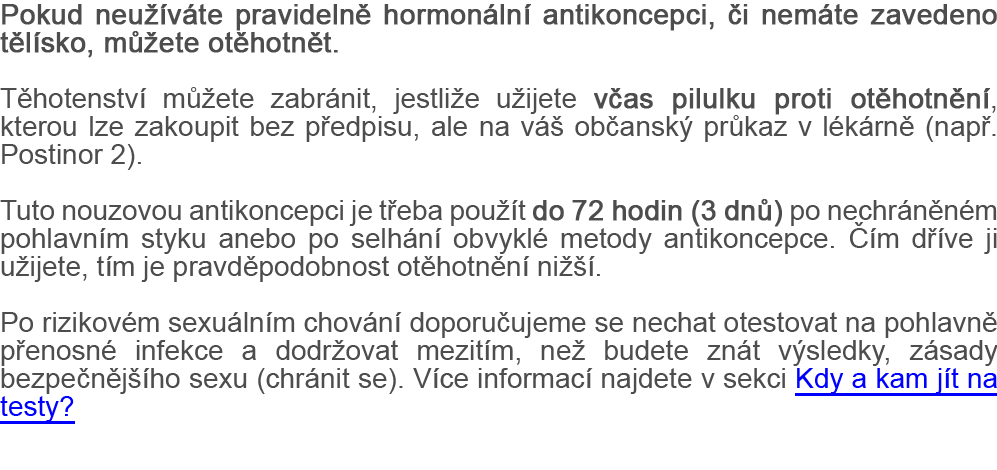 Pokud neužíváte pravidelně hormonální antikoncepci, či nemáte zavedeno
tělísko, můžete otěhotnět.
Těhotenství můžete zabránit, jestliže užijete včas pilulku proti otěhotnění,
kterou lze zakoupit bez předpisu, ale na váš občanský průkaz v lékárně (např.
Postinor 2).
Tuto nouzovou antikoncepci je třeba použít do 72 hodin (3 dnů) po nechráněném
pohlavním styku anebo po selhání obvyklé metody antikoncepce. Čím dříve ji
užijete, tím je pravděpodobnost otěhotnění nižší.
Po rizikovém sexuálním chování doporučujeme se nechat otestovat na pohlavně
přenosné infekce a dodržovat mezitím, než budete znát výsledky, zásady
bezpečnějšího sexu (chránit se). Více informací najdete v sekci Kdy a kam jít na
testy?